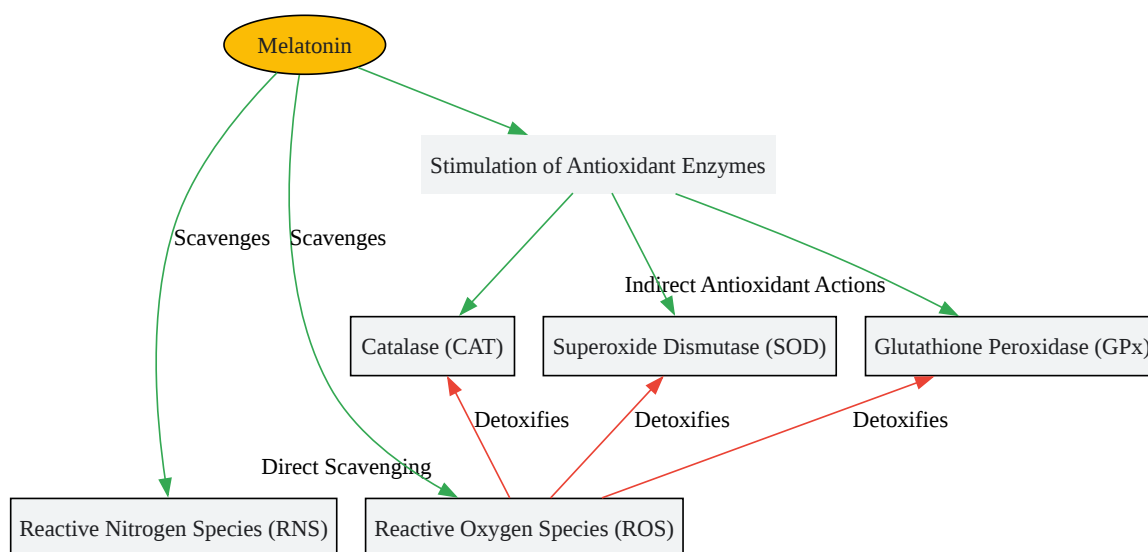 Melatonin
Stimulation of Antioxidant Enzymes
Scavenges
Scavenges
Indirect Antioxidant Actions
Catalase (CAT)
Superoxide Dismutase (SOD)
Glutathione Peroxidase (GPx)
Detoxifies
Detoxifies
Detoxifies
Direct Scavenging
Reactive Nitrogen Species (RNS)
Reactive Oxygen Species (ROS)